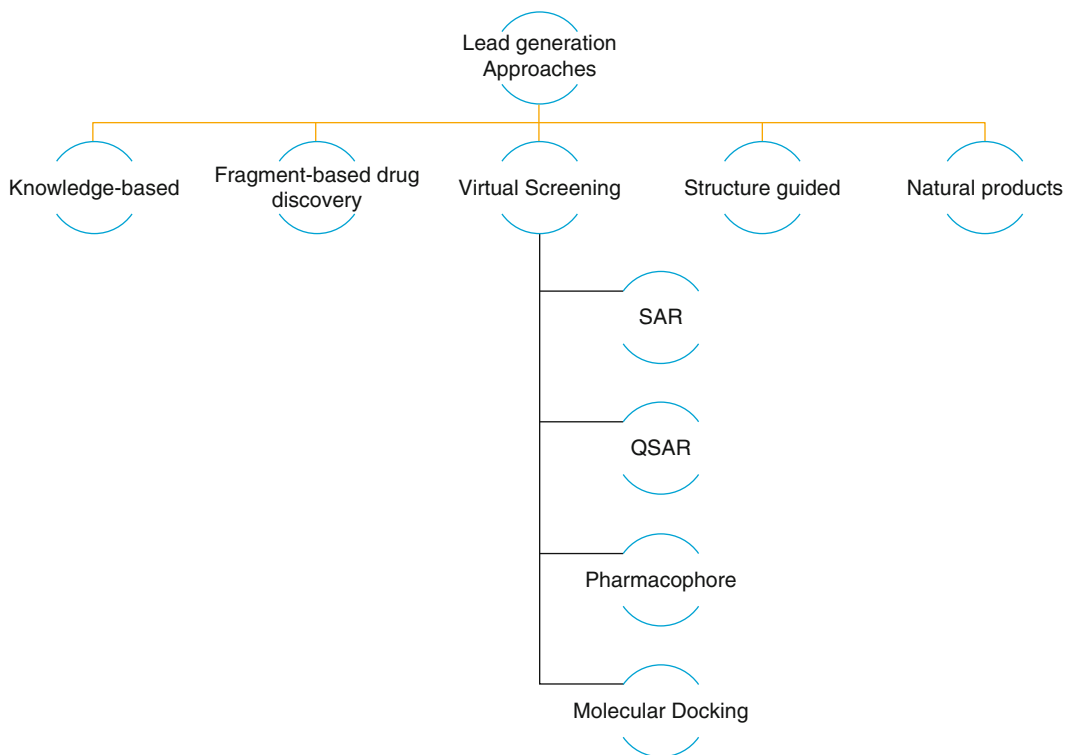 Lead generation
Approaches
Knowledge-based
Fragment-based drug
discovery
Virtual Screening
Structure guided
Natural products
SAR
QSAR
Pharmacophore
Molecular Docking